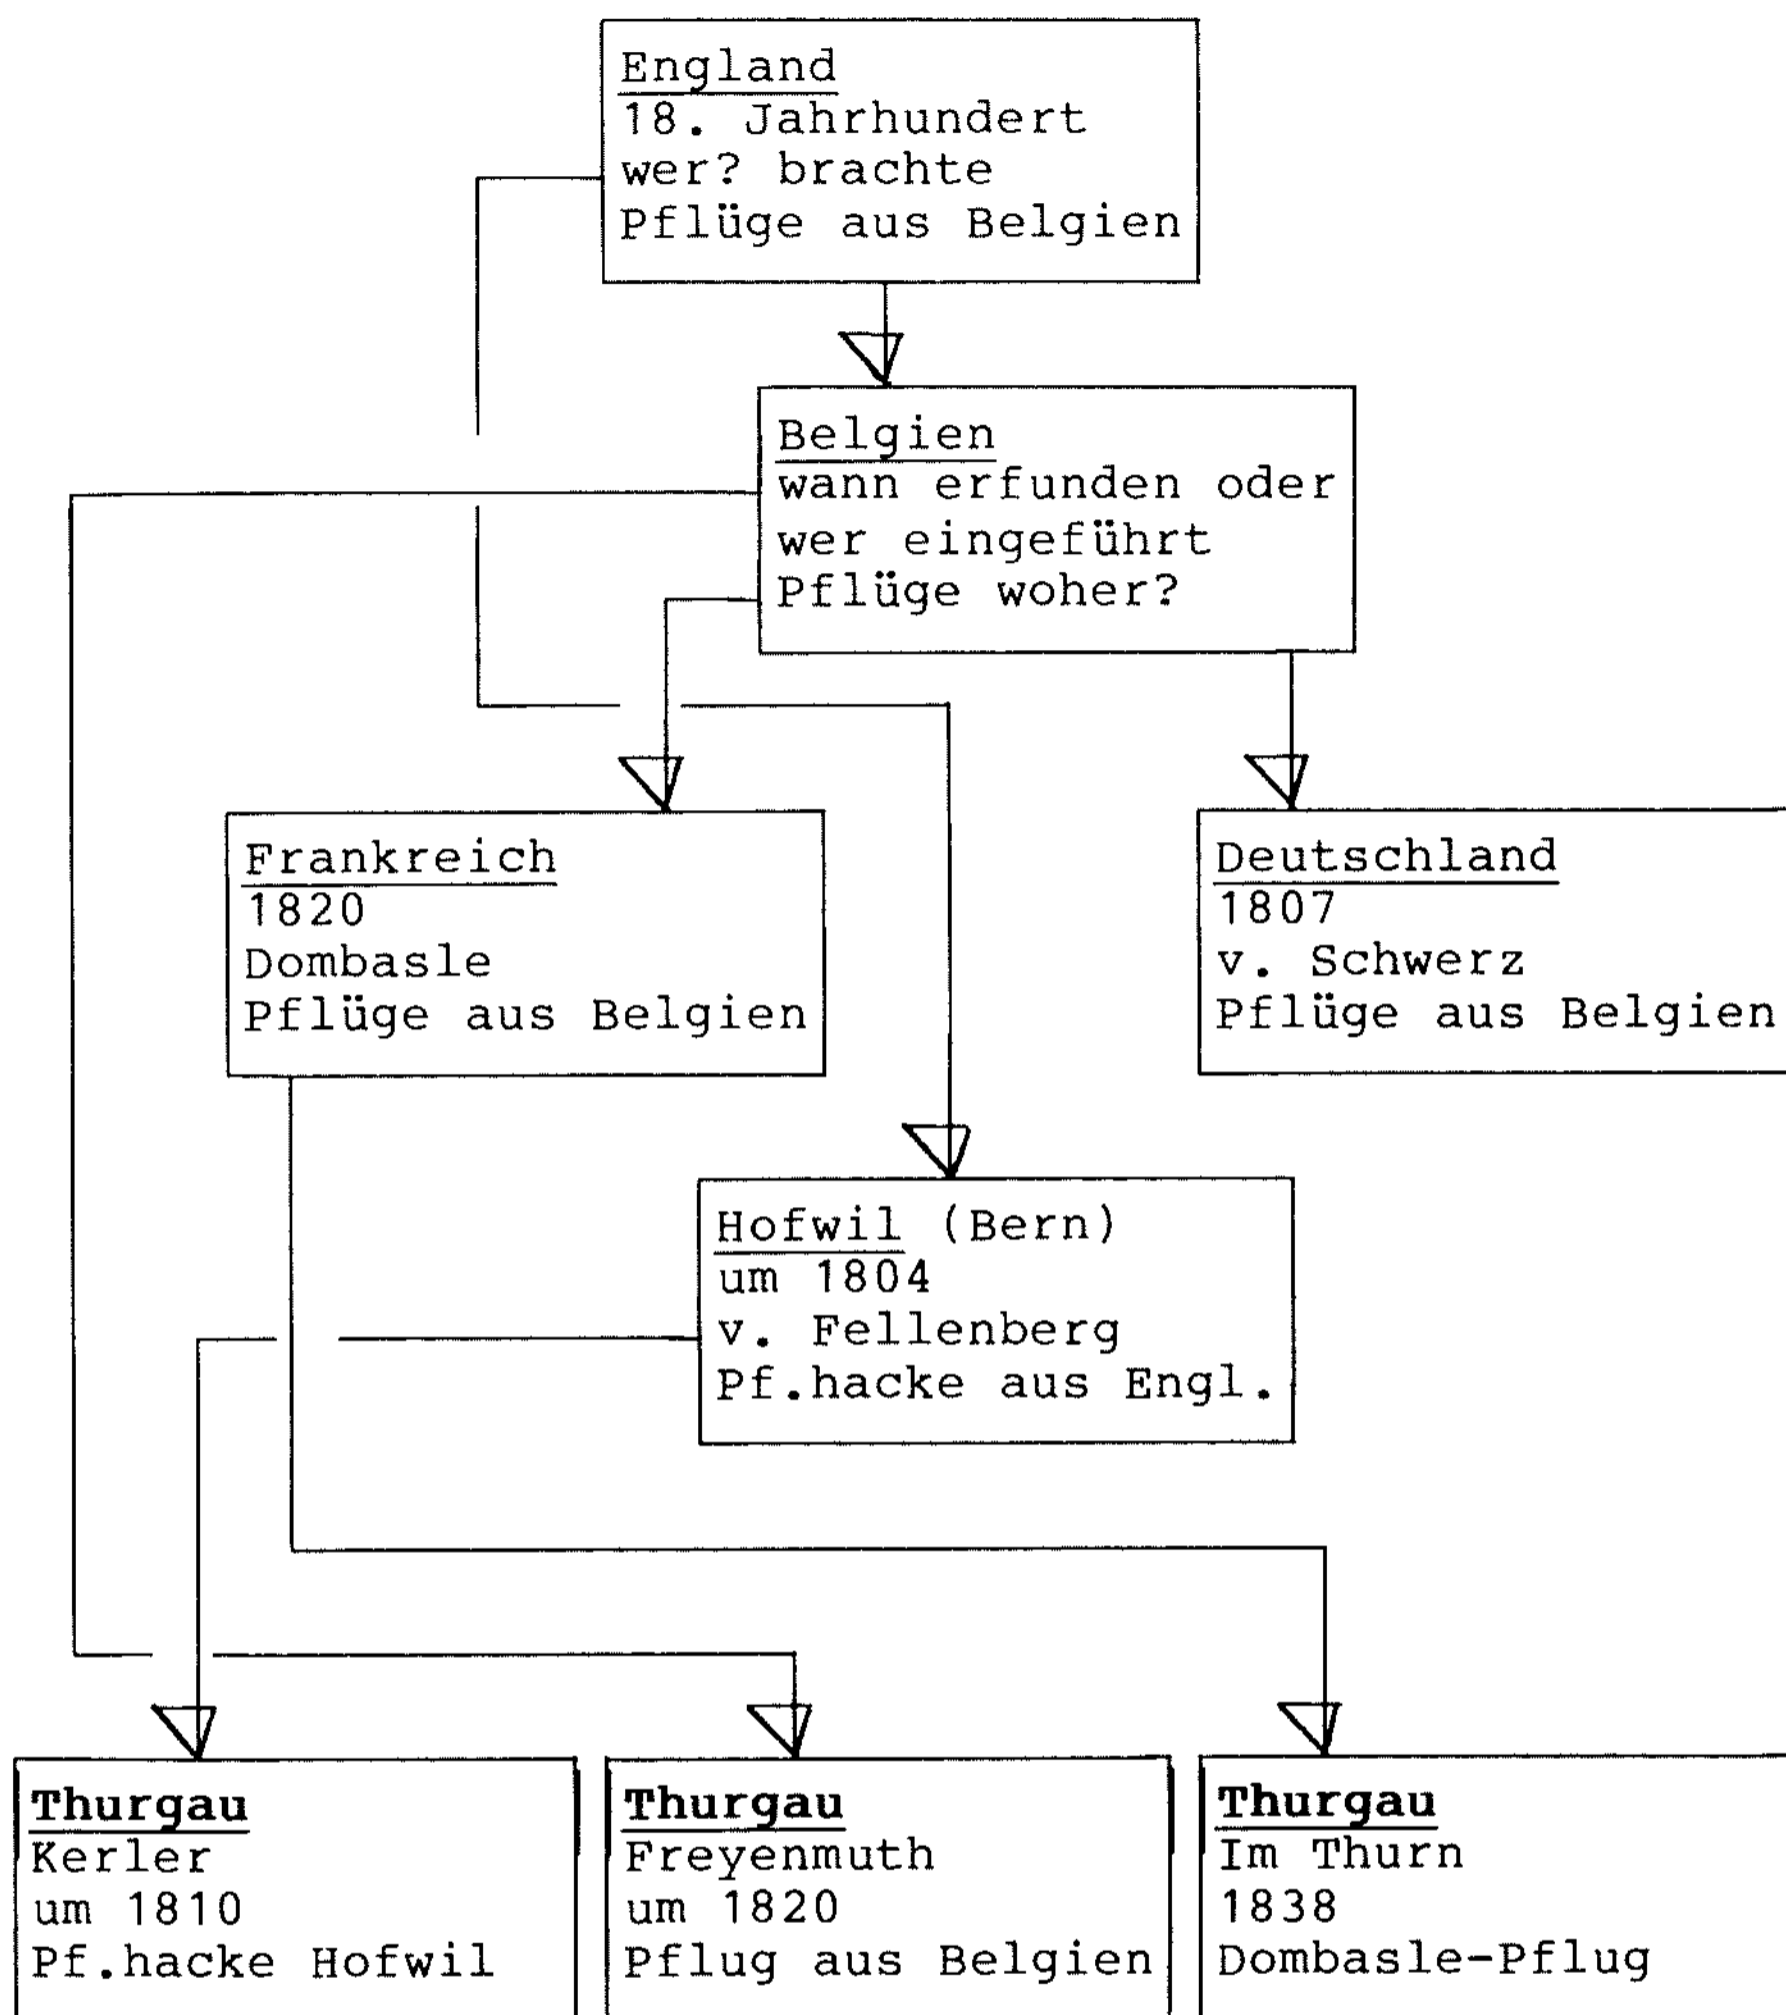 England
18. Jahrhundert
wer? brachte
Pflüge aus Belgien
Belgien
wann erfunden oder
wer eingeführt
Pflüge woher?
Frankreich
1820
Dombasle
Pflüge aus Belgien
Deutschland
1807
v. Schwerz
Pflüge aus Belgien
Hofwil (Bern)
um 1804
v. Fellenberg
Pf.hacke aus Engl.
Thurgau
Kerler
um 1810
Pf.hacke Hofwil
Thurgau
Freyenmuth
um 1820
Pflug aus Belgien
Thurgau
Im Thurn
1838
Dombasle-Pflug